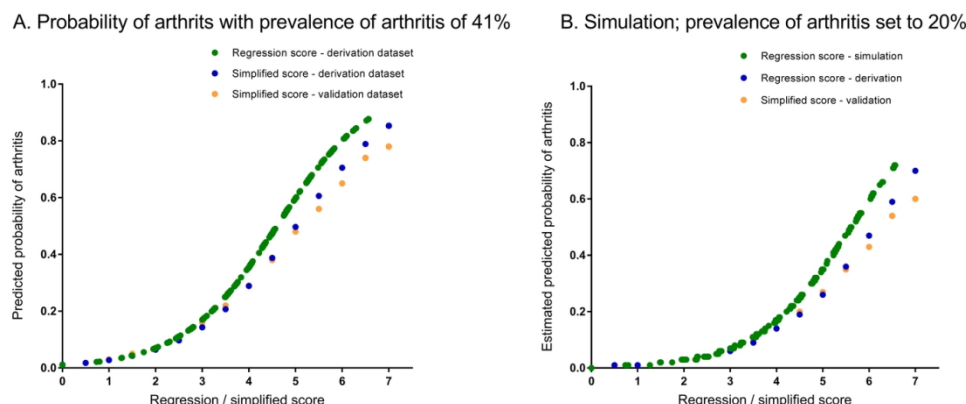 A. Probability of arthrits with prevalence of arthritis of 41%
Regression score - derivation dataset
Simplified score - derivation dataset
Simplified score - validation dataset
Predicted probability of arthritis
1.0
0.8
0.6
0.4
0.2
0.0
0 1 2 3 4 5 6 7
Regression / simplified score
B. Simulation; prevalence of arthritis set to 20%
Regression score - simulation
Regression score - derivation
Simplified score - validation
Estimated predicted probability of arthritis
1.0
0.8
0.6
0.4
0.2
0.0
0 1 2 3 4 5 6 7
Regression / simplified score